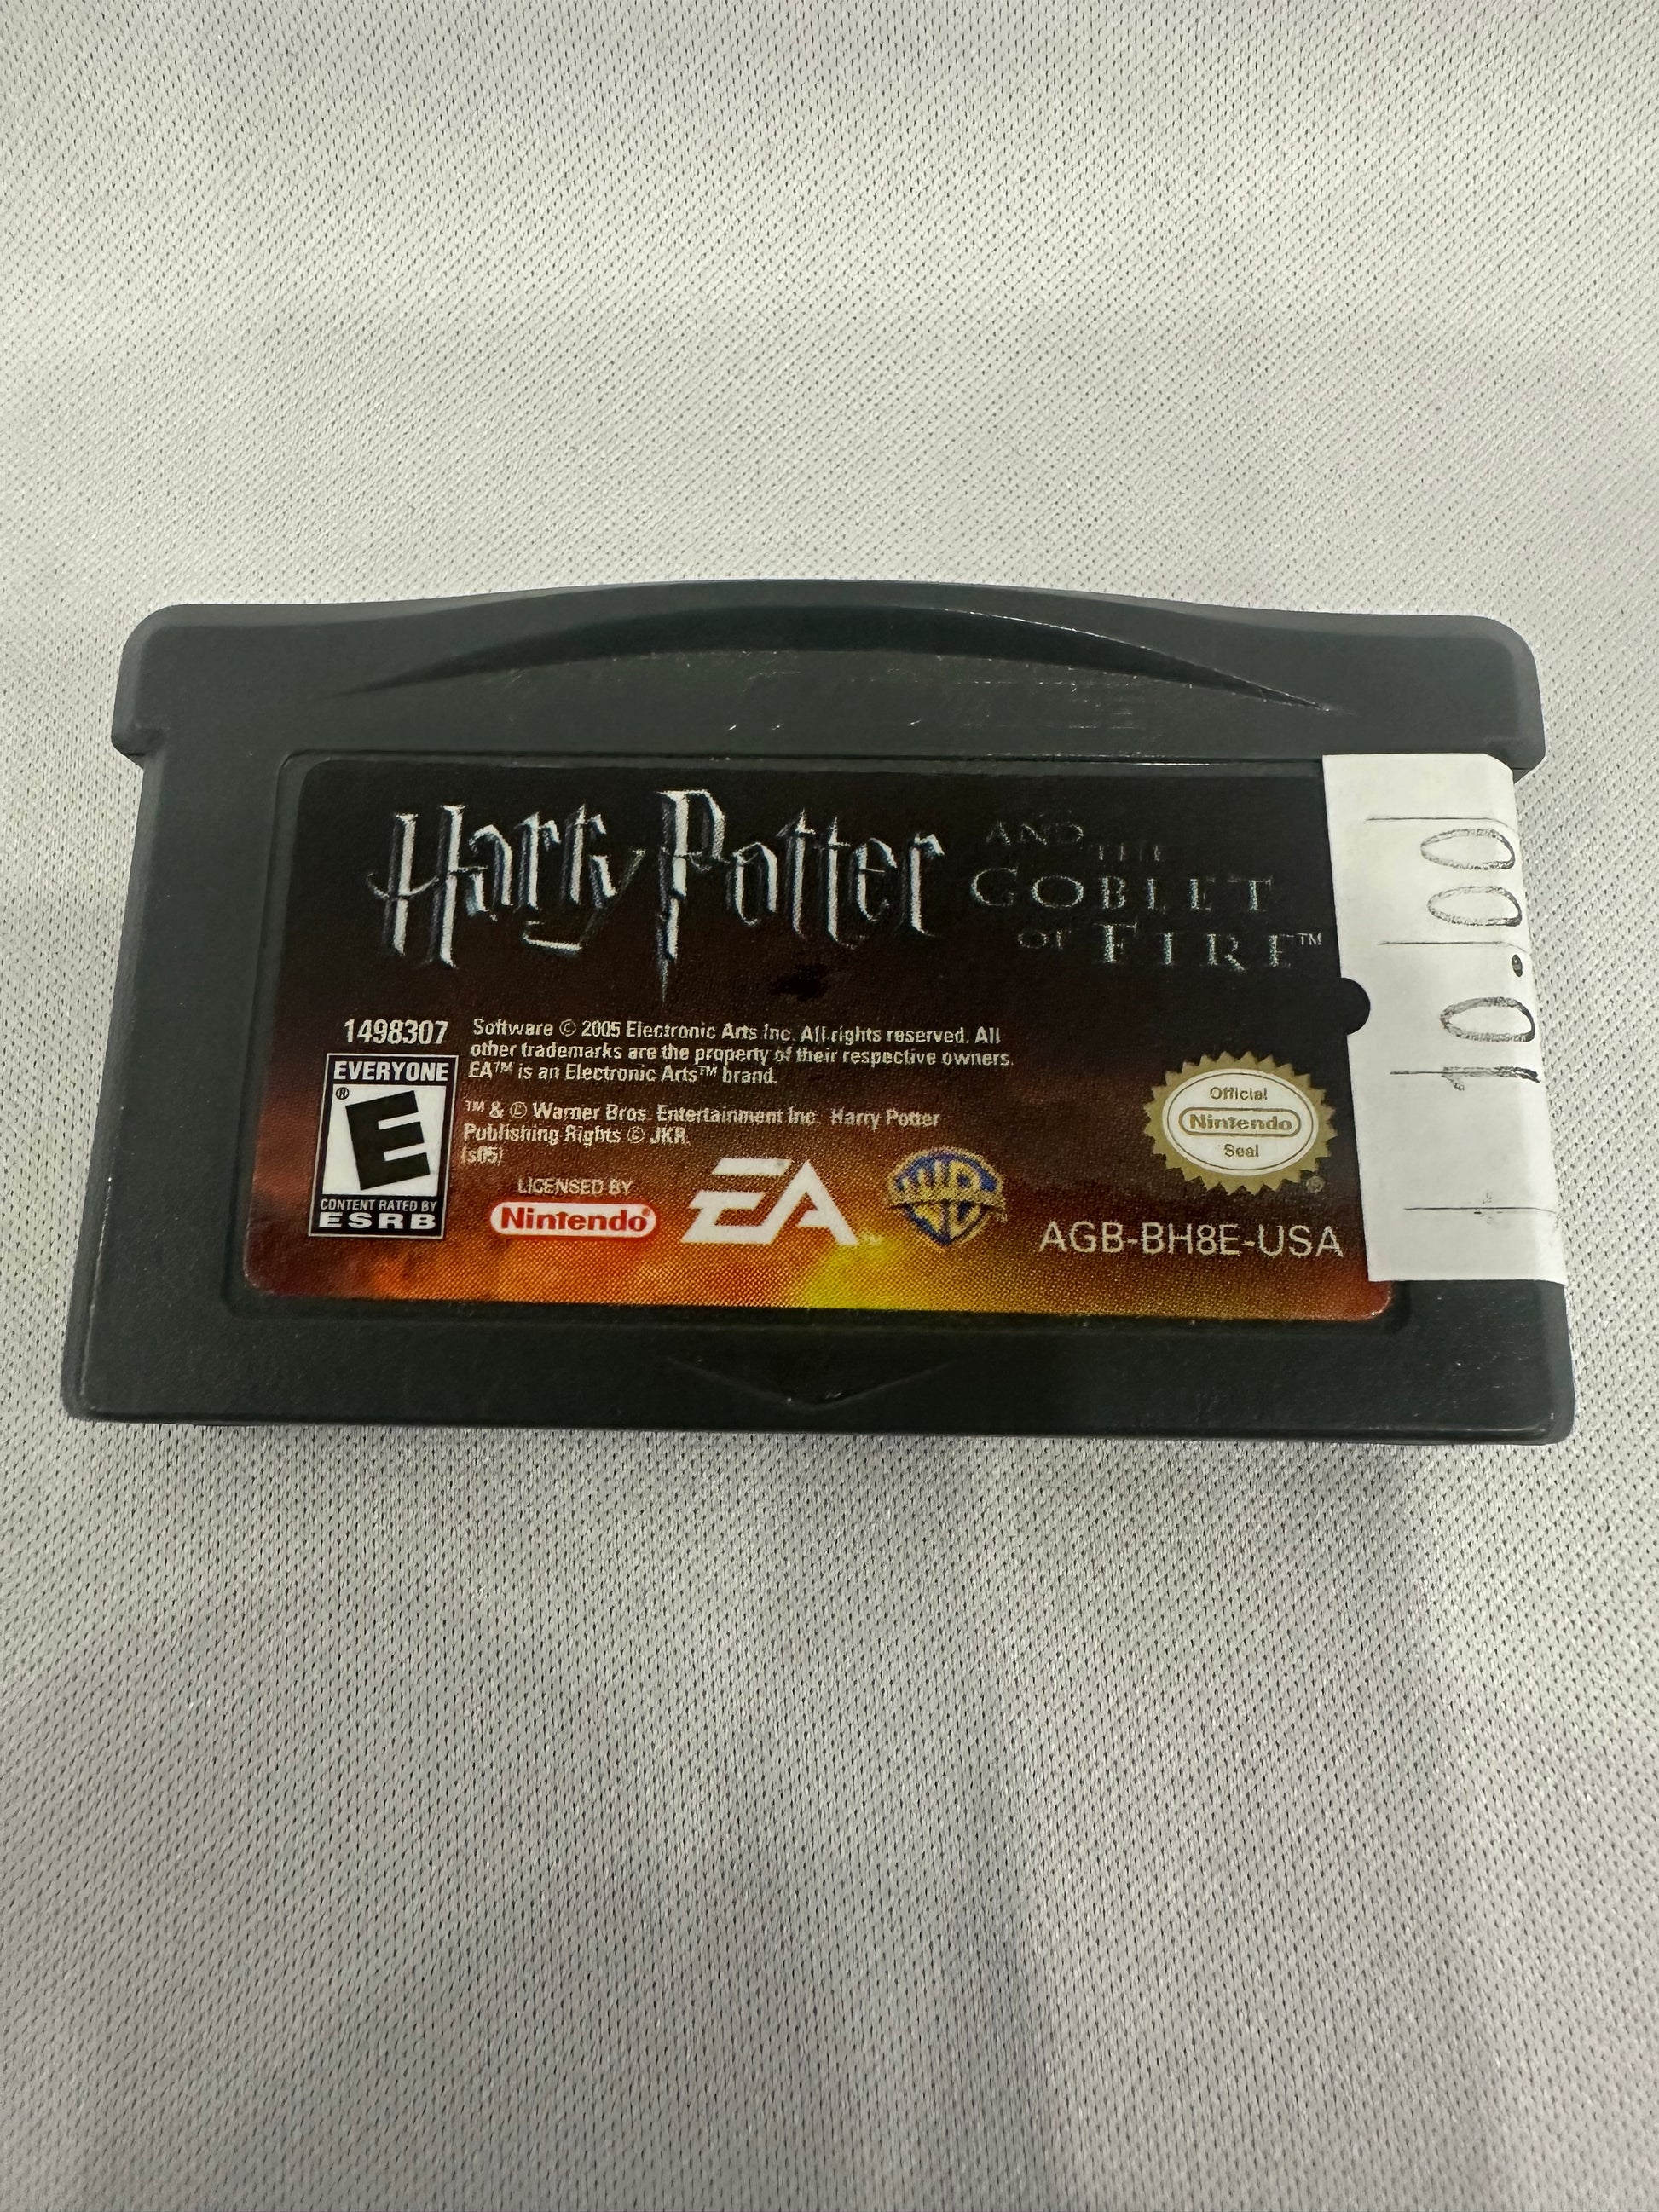 Harry Potter AND THE
GOBLET
OF FIRE™
1498307
EVERYONE
®
E
CONTENT RATED BY
ESRB
Software © 2005 Electronic Arts Inc. All rights reserved. All
other trademarks are the property of their respective owners.
EA™ is an Electronic Arts™ brand.
™ & © Warner Bros. Entertainment Inc. Harry Potter
Publishing Rights © JKR.
(s05)
LICENSED BY
Nintendo®
EA™
WB™
Official
Nintendo
Seal
®
AGB-BH8E-USA
10.00